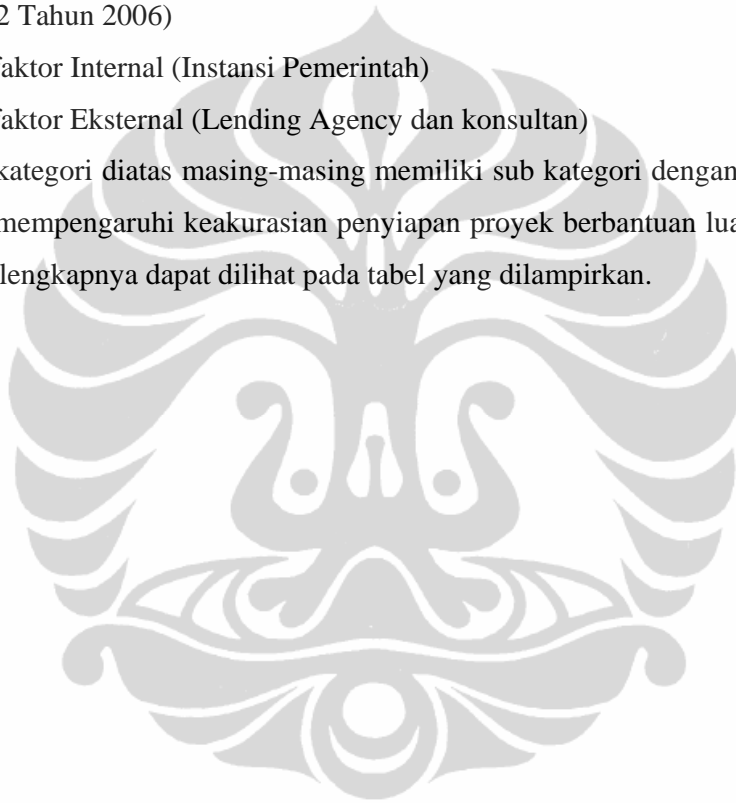 2 Tahun 2006)
faktor Internal (Instansi Pemerintah)
faktor Eksternal (Lending Agency dan konsultan)
kategori diatas masing-masing memiliki sub kategori dengan
mempengaruhi keakurasian penyiapan proyek berbantuan
lengkapnya dapat dilihat pada tabel yang dilampirkan.